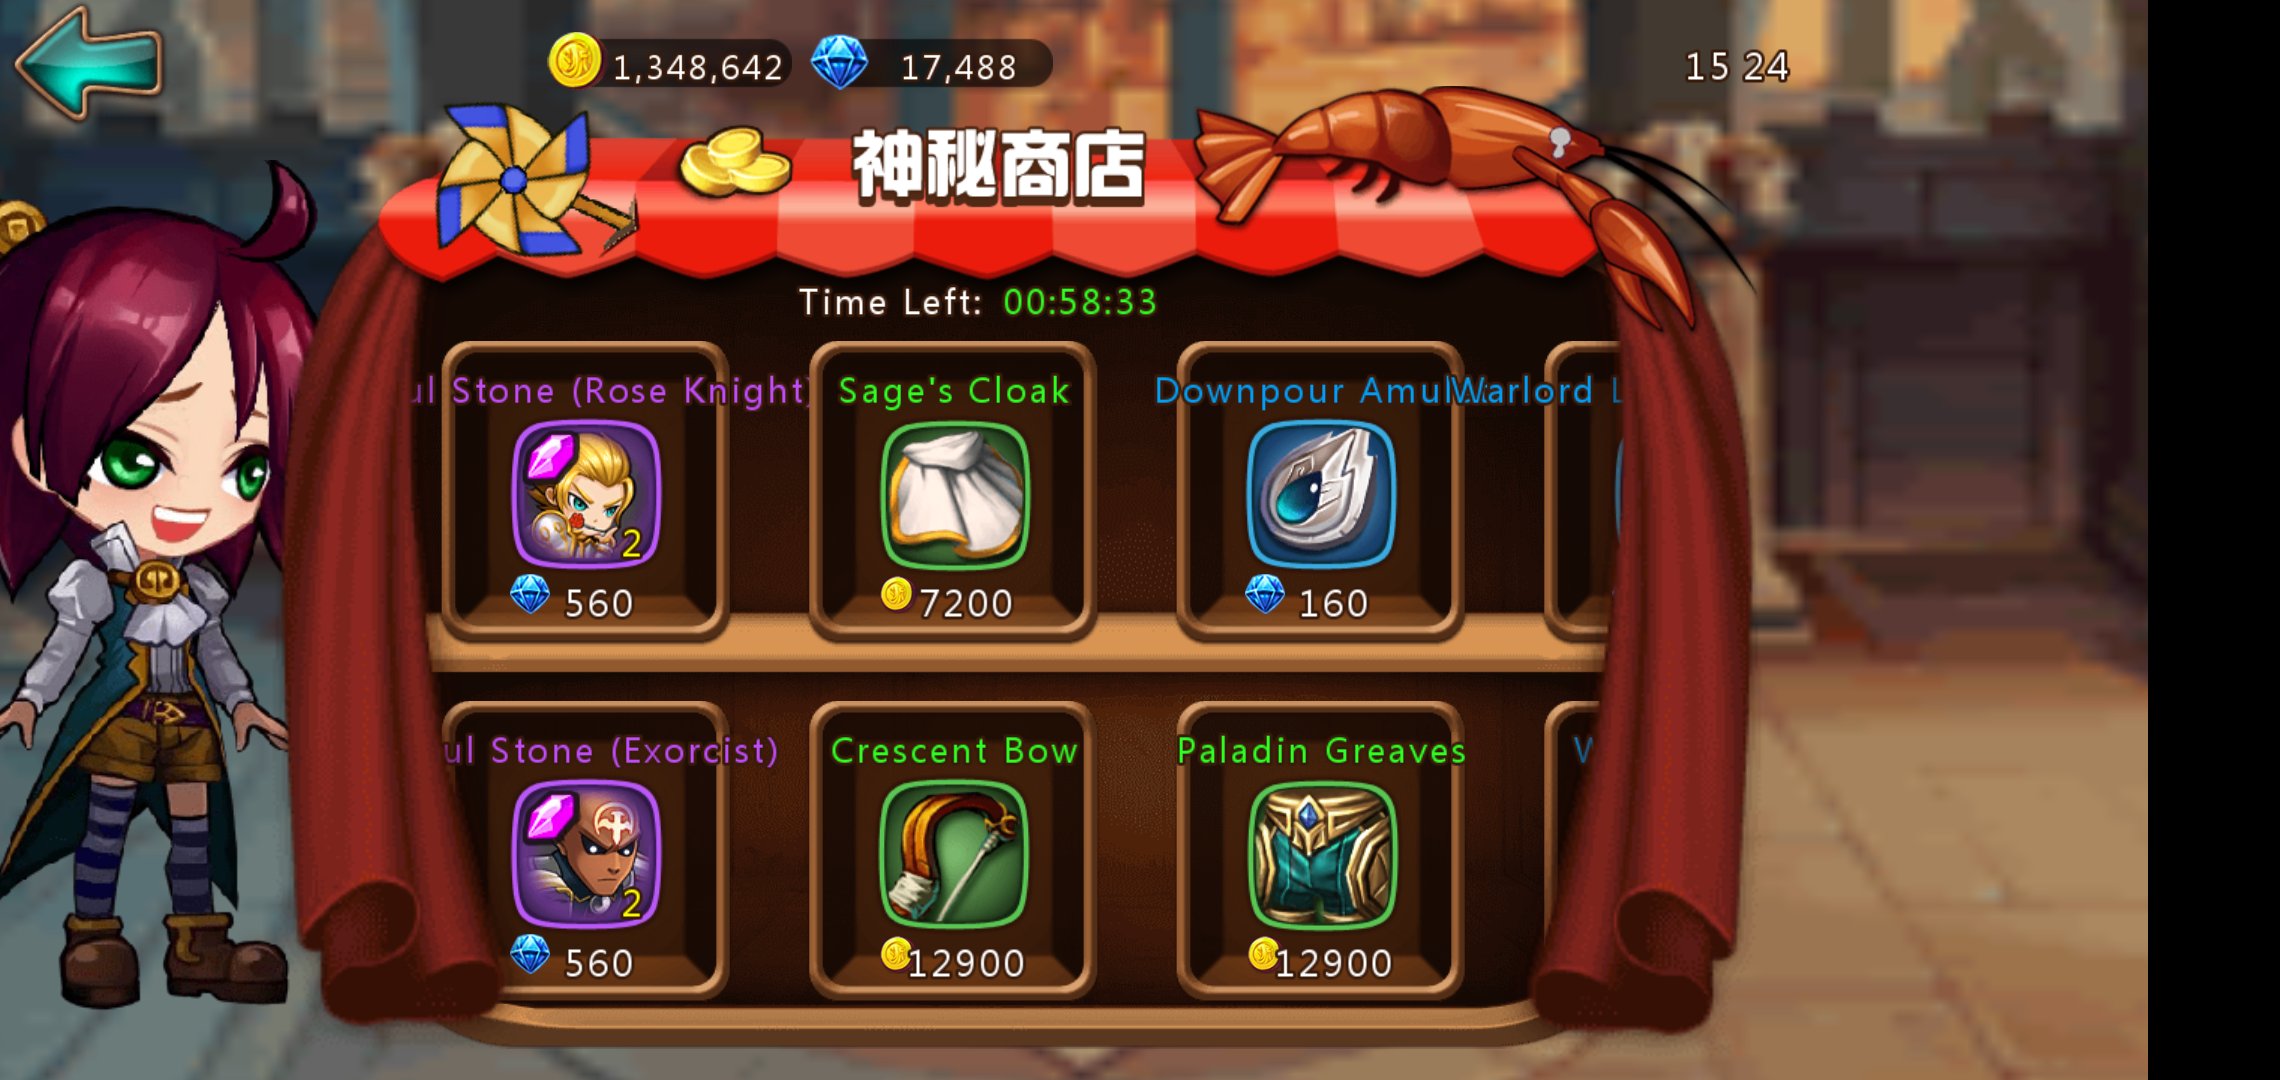 1,348,642 17,488 15 24
神秘商店
Time Left: 00:58:33
ul Stone (Rose Knight) Sage's Cloak Downpour Amul Warlord L
2
560 7200 160
ul Stone (Exorcist) Crescent Bow Paladin Greaves W
2
560 12900 12900